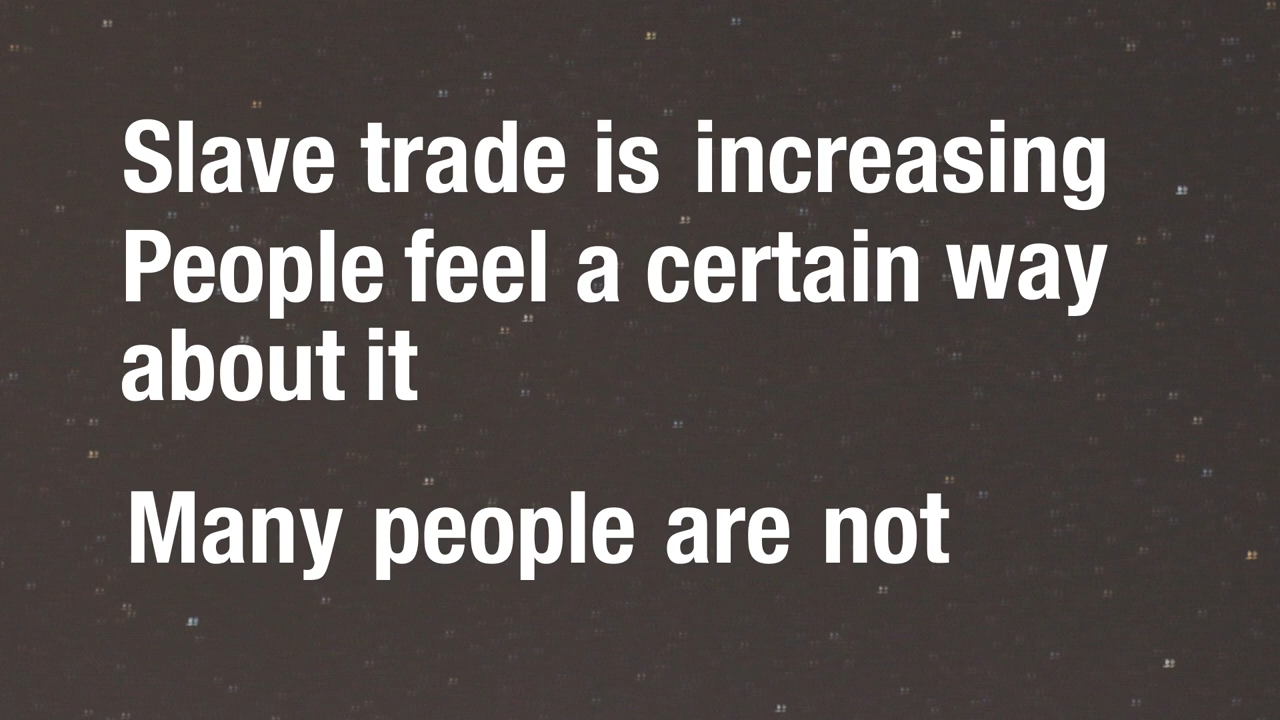 Slave trade is increasing
People feel a certain way
about it
Many people are not